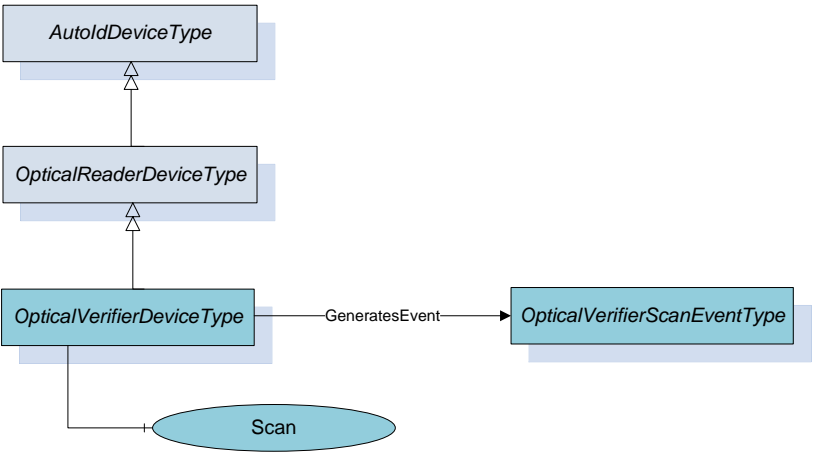 AutoIdDeviceType
OpticalReaderDeviceType
OpticalVerifierDeviceType
GeneratesEvent
OpticalVerifierScanEventType
Scan